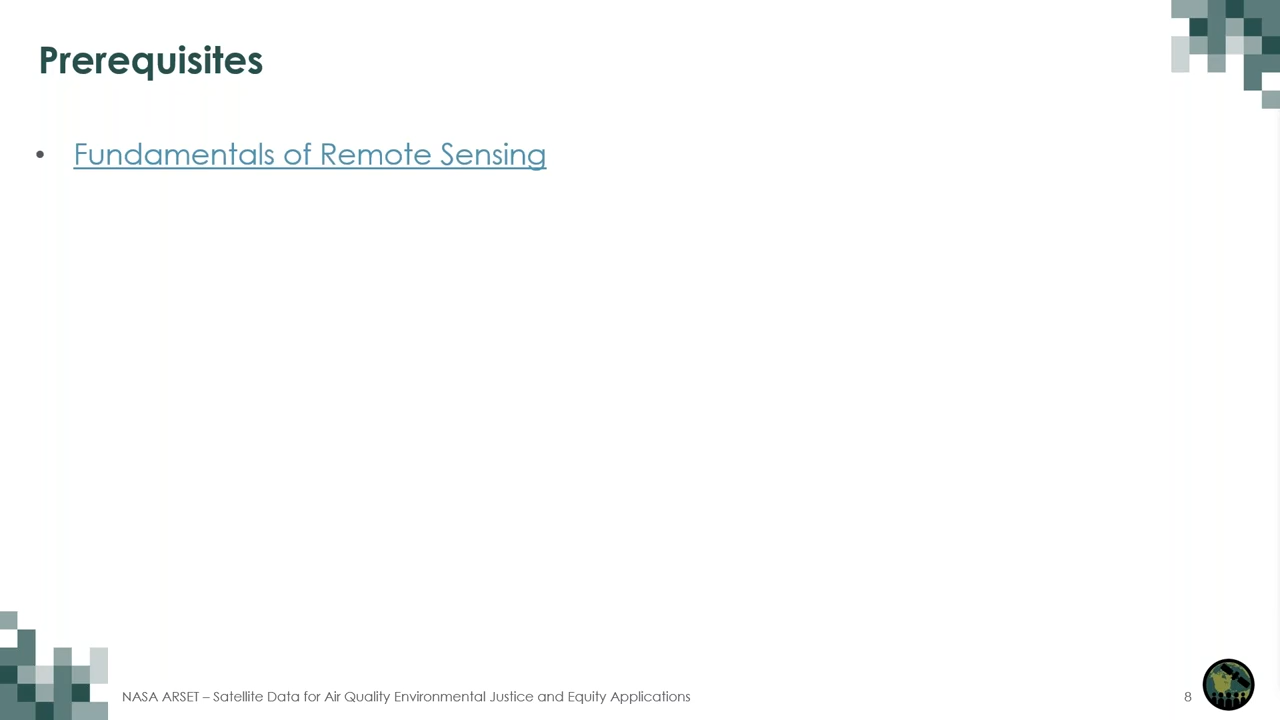 Prerequisites
• Fundamentals of Remote Sensing
NASA ARSET – Satellite Data for Air Quality Environmental Justice and Equity Applications
8